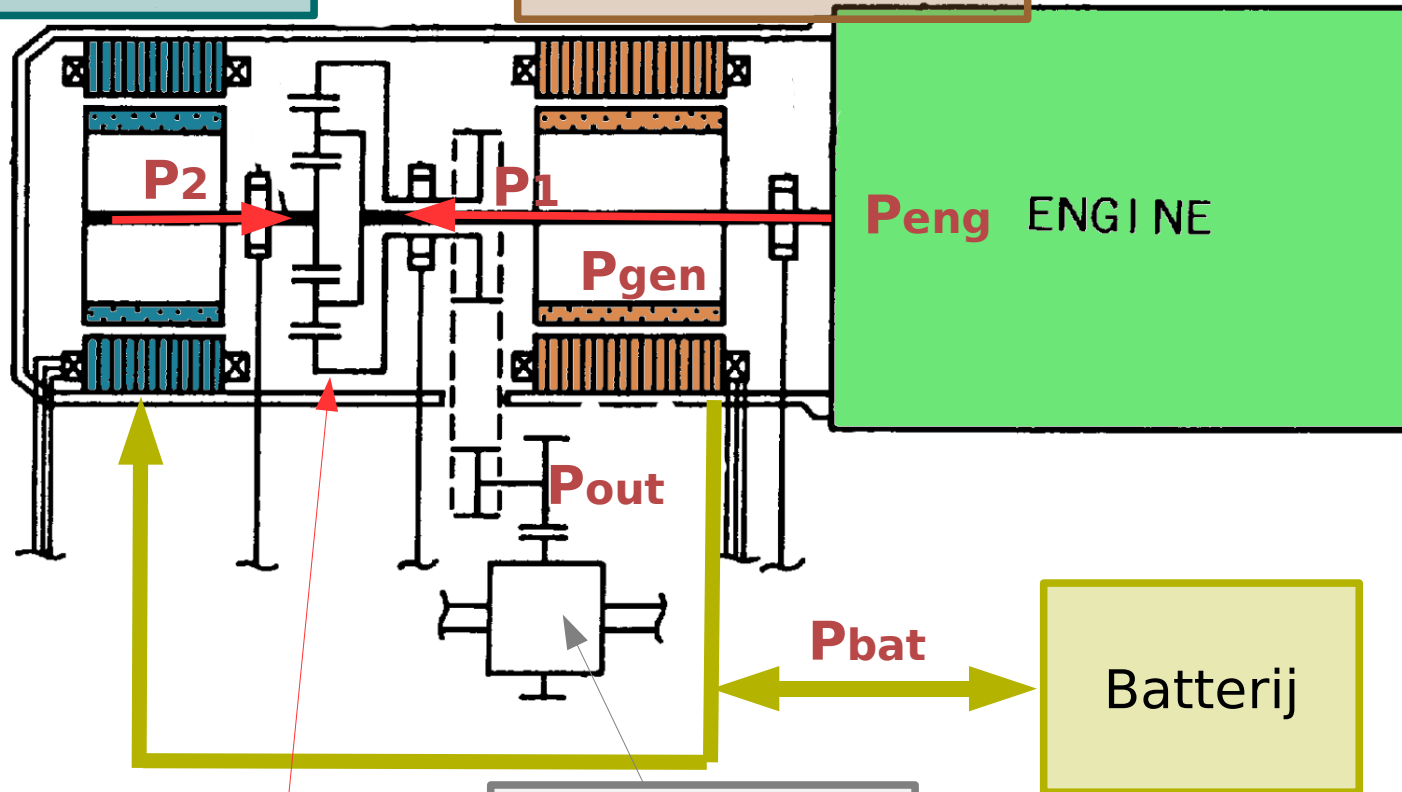 P2
P1
Peng ENGINE
Pgen
Pout
Pbat
Batterij